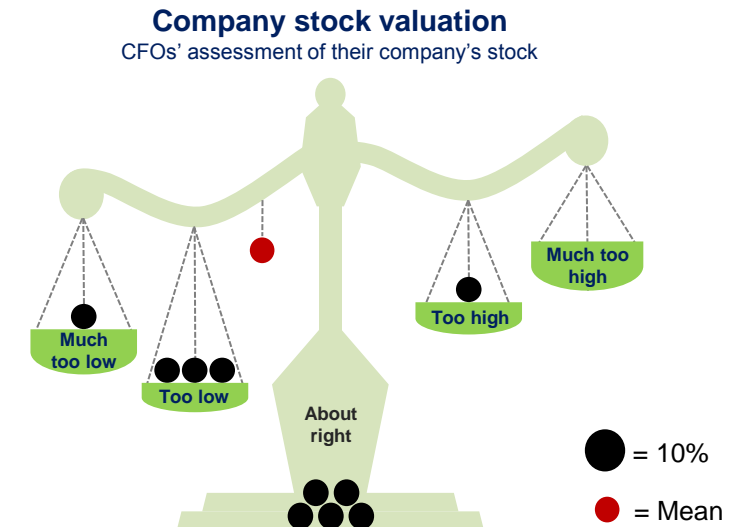 Company stock valuation
CFOs’ assessment of their company’s stock
Much too
high
Too high
Much
too low
Too low
About
right
= 10%
= Mean